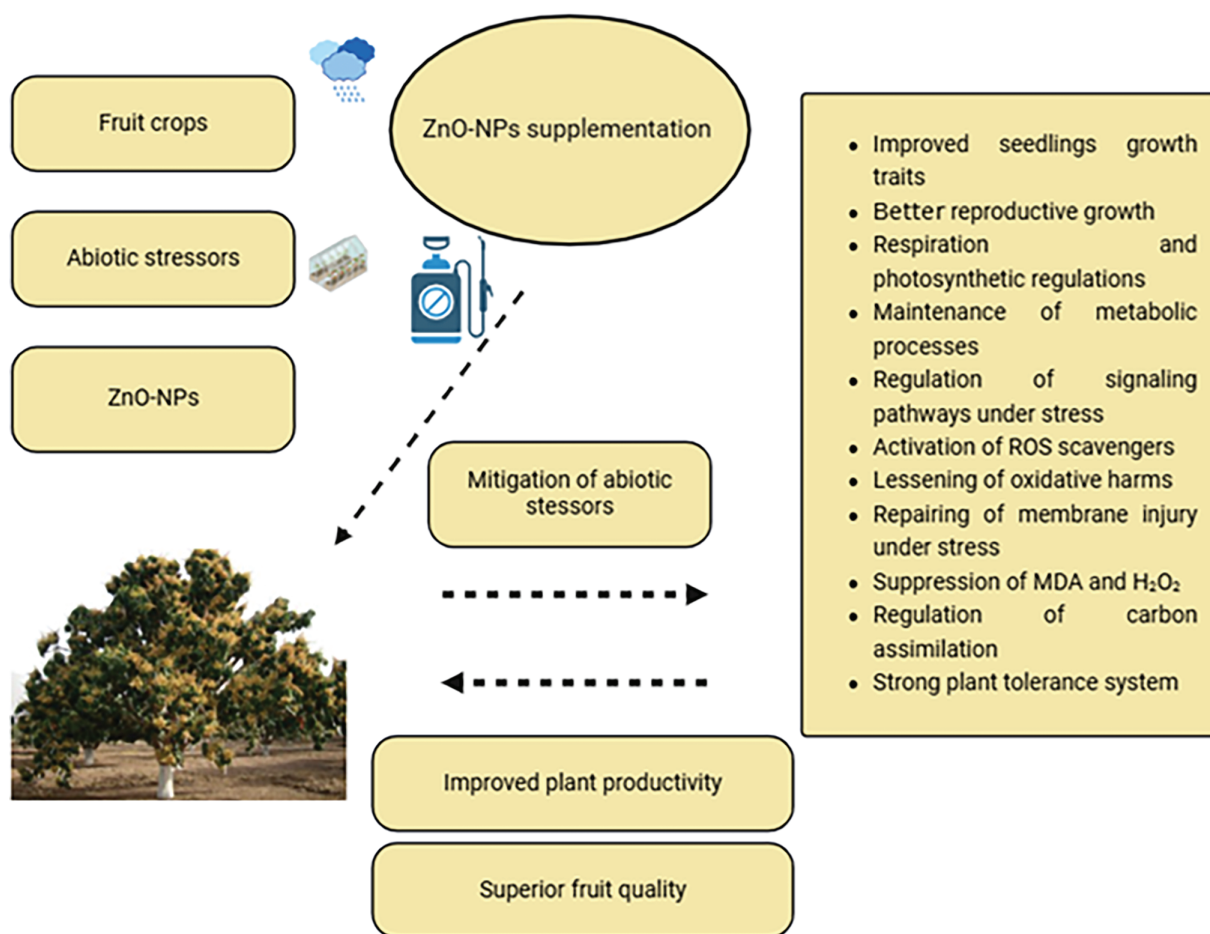 Fruit crops
Abiotic stressors
ZnO-NPs
ZnO-NPs supplementation
Mitigation of abiotic
stessors
Improved plant productivity
Superior fruit quality
• Improved seedlings growth
traits
• Better reproductive growth
• Respiration and
photosynthetic regulations
• Maintenance of metabolic
processes
• Regulation of signaling
pathways under stress
• Activation of ROS scavengers
• Lessening of oxidative harms
• Repairing of membrane injury
under stress
• Suppression of MDA and H₂O₂
• Regulation of carbon
assimilation
• Strong plant tolerance system